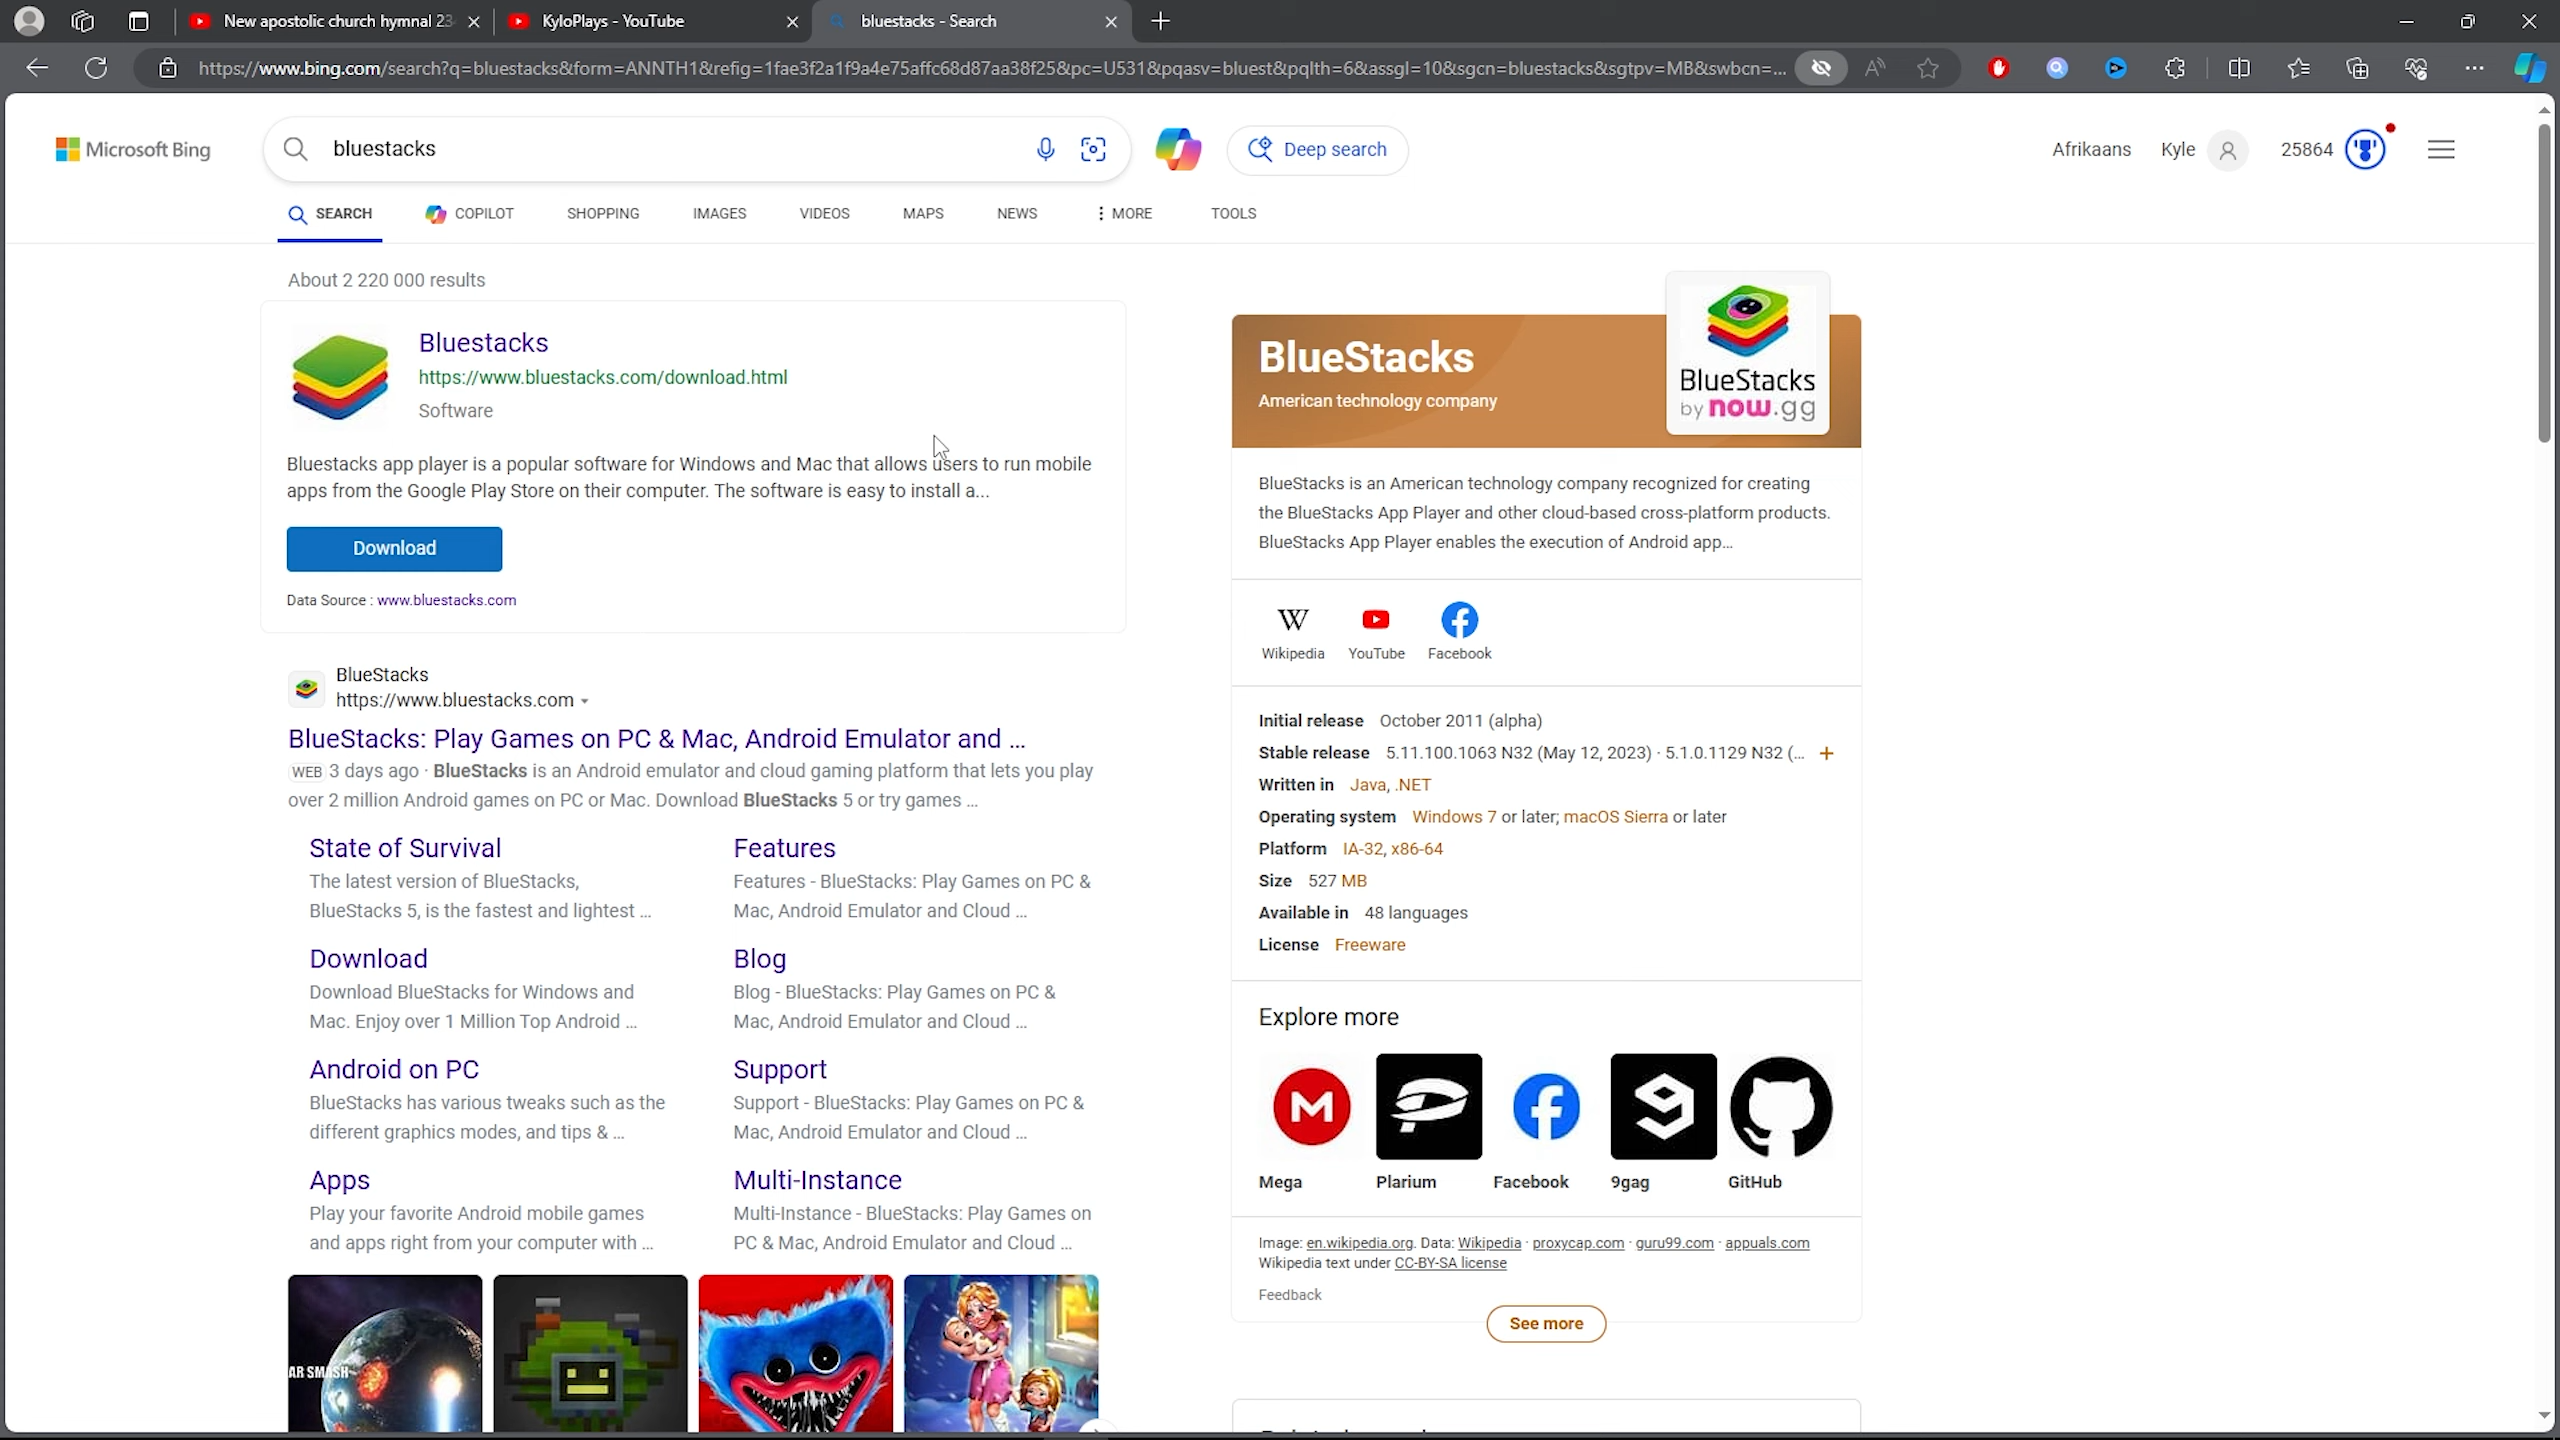 New apostolic church hymnal 23
KyloPlays - YouTube
bluestacks - Search
https://www.bing.com/search?q=bluestacks&form=ANNTH1&refig=1fae3f2a1f9a4e75affc68d87aa38f25&pc=U531&pqasv=bluest&pqlth=6&assgl=10&sgcn=bluestacks&sgtpv=MB&swbcn=...
Microsoft Bing
bluestacks
Deep search
Afrikaans
Kyle
25864
SEARCH
COPILOT
SHOPPING
IMAGES
VIDEOS
MAPS
NEWS
MORE
TOOLS
About 2 220 000 results
Bluestacks
https://www.bluestacks.com/download.html
Software
Bluestacks app player is a popular software for Windows and Mac that allows users to run mobile
apps from the Google Play Store on their computer. The software is easy to install a...
Download
Data Source : www.bluestacks.com
BlueStacks
https://www.bluestacks.com
BlueStacks: Play Games on PC & Mac, Android Emulator and ...
WEB 3 days ago · BlueStacks is an Android emulator and cloud gaming platform that lets you play
over 2 million Android games on PC or Mac. Download BlueStacks 5 or try games ...
State of Survival
The latest version of BlueStacks,
BlueStacks 5, is the fastest and lightest ...
Features
Features - BlueStacks: Play Games on PC &
Mac, Android Emulator and Cloud ...
Download
Download BlueStacks for Windows and
Mac. Enjoy over 1 Million Top Android ...
Blog
Blog - BlueStacks: Play Games on PC &
Mac, Android Emulator and Cloud ...
Android on PC
BlueStacks has various tweaks such as the
different graphics modes, and tips & ...
Support
Support - BlueStacks: Play Games on PC &
Mac, Android Emulator and Cloud ...
Apps
Play your favorite Android mobile games
and apps right from your computer with ...
Multi-Instance
Multi-Instance - BlueStacks: Play Games on
PC & Mac, Android Emulator and Cloud ...
AR SMASH
BlueStacks
American technology company
BlueStacks
by now.gg
BlueStacks is an American technology company recognized for creating
the BlueStacks App Player and other cloud-based cross-platform products.
BlueStacks App Player enables the execution of Android app...
Wikipedia
YouTube
Facebook
Initial release October 2011 (alpha)
Stable release 5.11.100.1063 N32 (May 12, 2023) · 5.1.0.1129 N32 (... +
Written in Java, .NET
Operating system Windows 7 or later; macOS Sierra or later
Platform IA-32, x86-64
Size 527 MB
Available in 48 languages
License Freeware
Explore more
Mega
Plarium
Facebook
9gag
GitHub
Image: en.wikipedia.org. Data: Wikipedia · proxycap.com · guru99.com · appuals.com
Wikipedia text under CC-BY-SA license
Feedback
See more